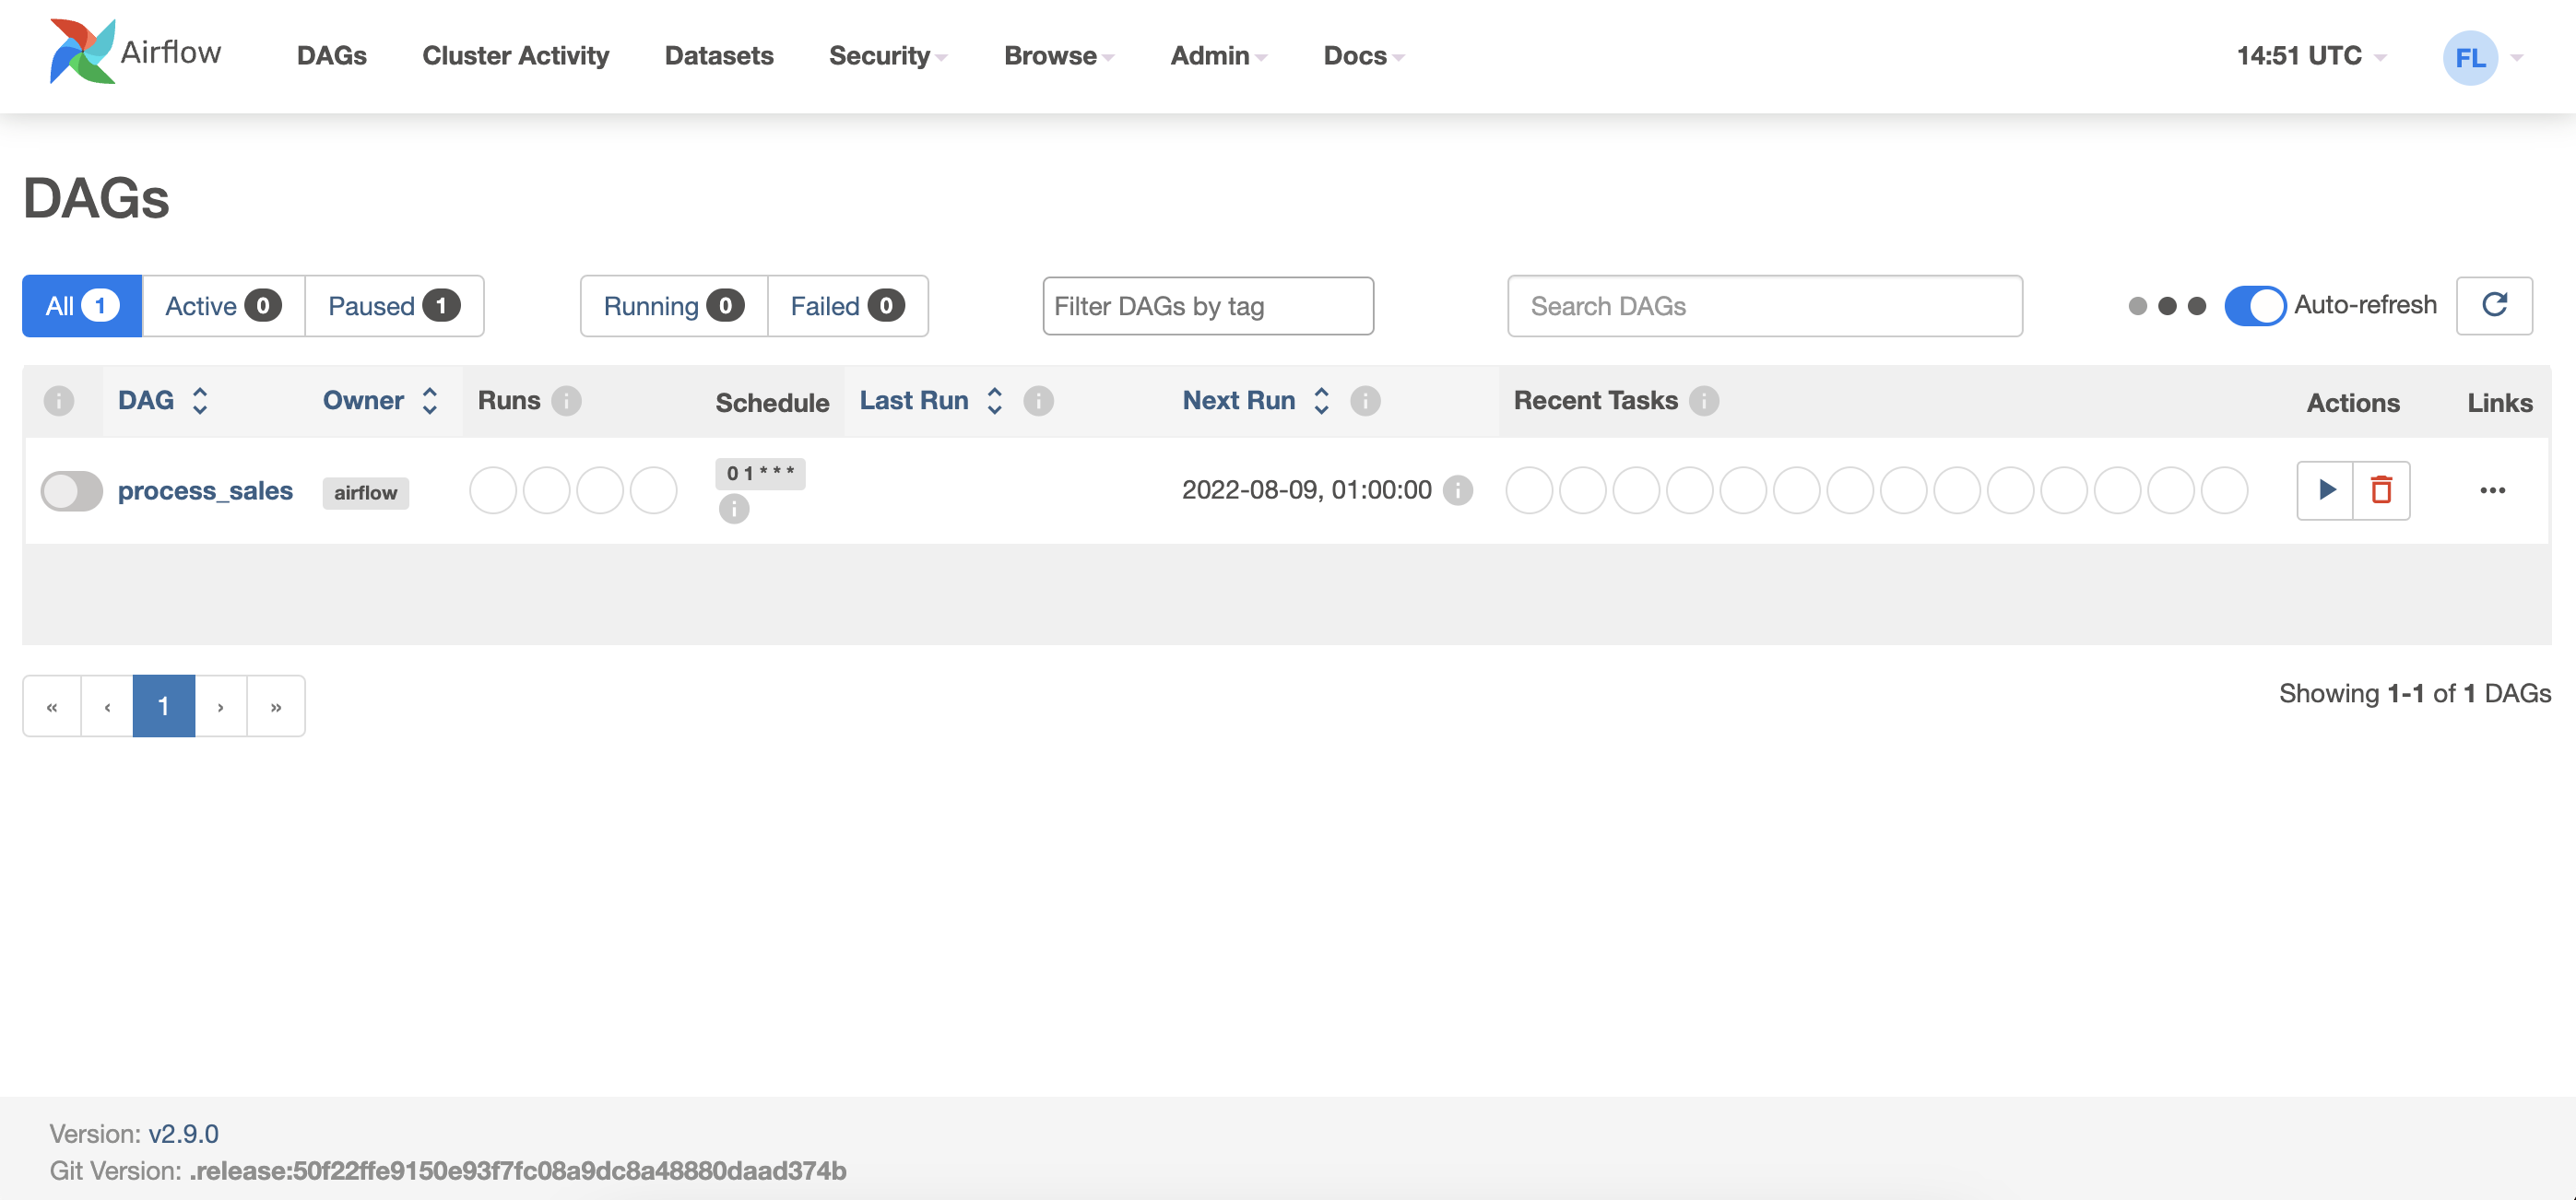 Airflow DAGs Cluster Activity Datasets Security Browse Admin Docs 14:51 UTC FL
DAGs
All 1 Active 0 Paused 1 Running 0 Failed 0 Filter DAGs by tag Search DAGs Auto-refresh
DAG Owner Runs Schedule Last Run Next Run Recent Tasks Actions Links
process_sales airflow 0 1 * * * 2022-08-09, 01:00:00
« ‹ 1 › » Showing 1-1 of 1 DAGs
Version: v2.9.0
Git Version: .release:50f22ffe9150e93f7fc08a9dc8a48880daad374b